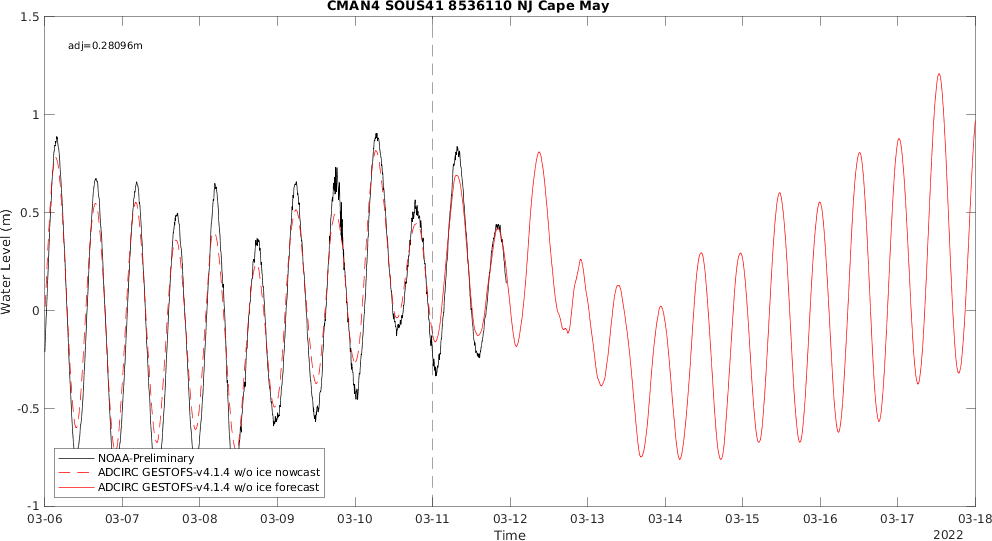 CMAN4 SOUS41 8536110 NJ Cape May
adj=0.28096m
Water Level (m)
1.5
1
0.5
0
-0.5
-1
NOAA-Preliminary
ADCIRC GESTOFS-v4.1.4 w/o ice nowcast
ADCIRC GESTOFS-v4.1.4 w/o ice forecast
03-06 03-07 03-08 03-09 03-10 03-11 03-12 03-13 03-14 03-15 03-16 03-17 03-18
Time
2022